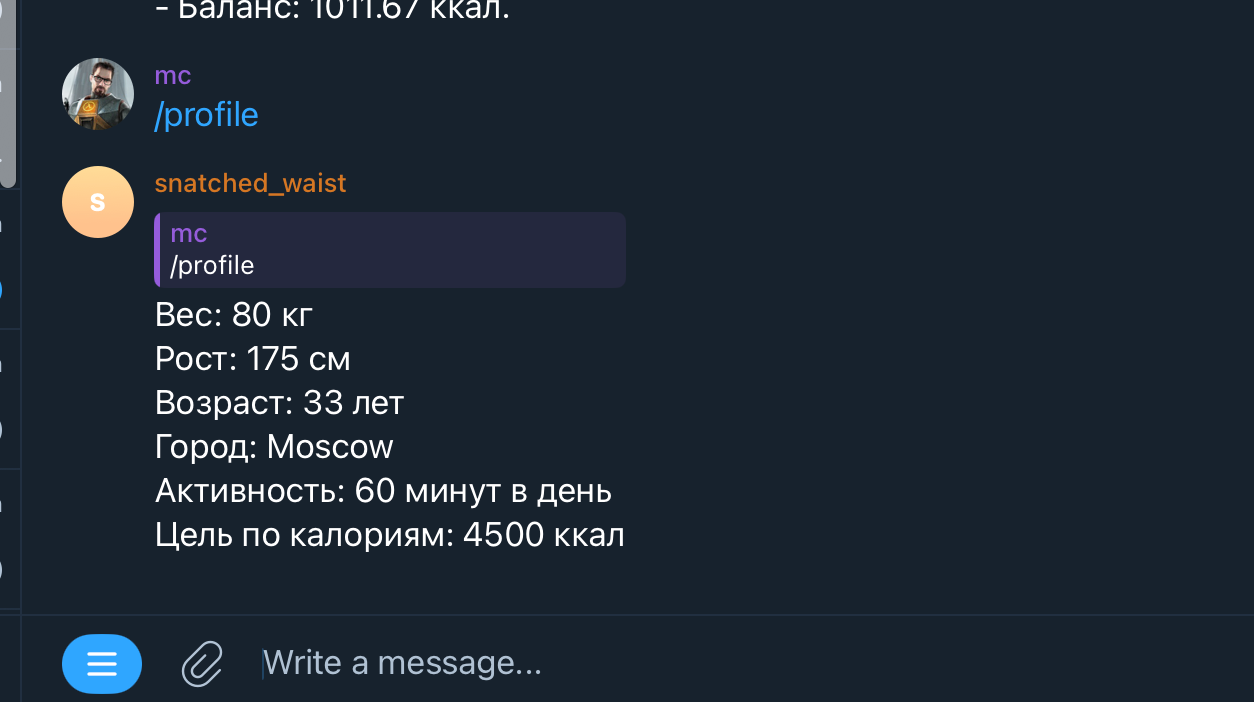 - Баланс: 1011.67 ккал.
mc
/profile
S
snatched_waist
mc
/profile
Вес: 80 кг
Рост: 175 см
Возраст: 33 лет
Город: Moscow
Активность: 60 минут в день
Цель по калориям: 4500 ккал
Write a message...